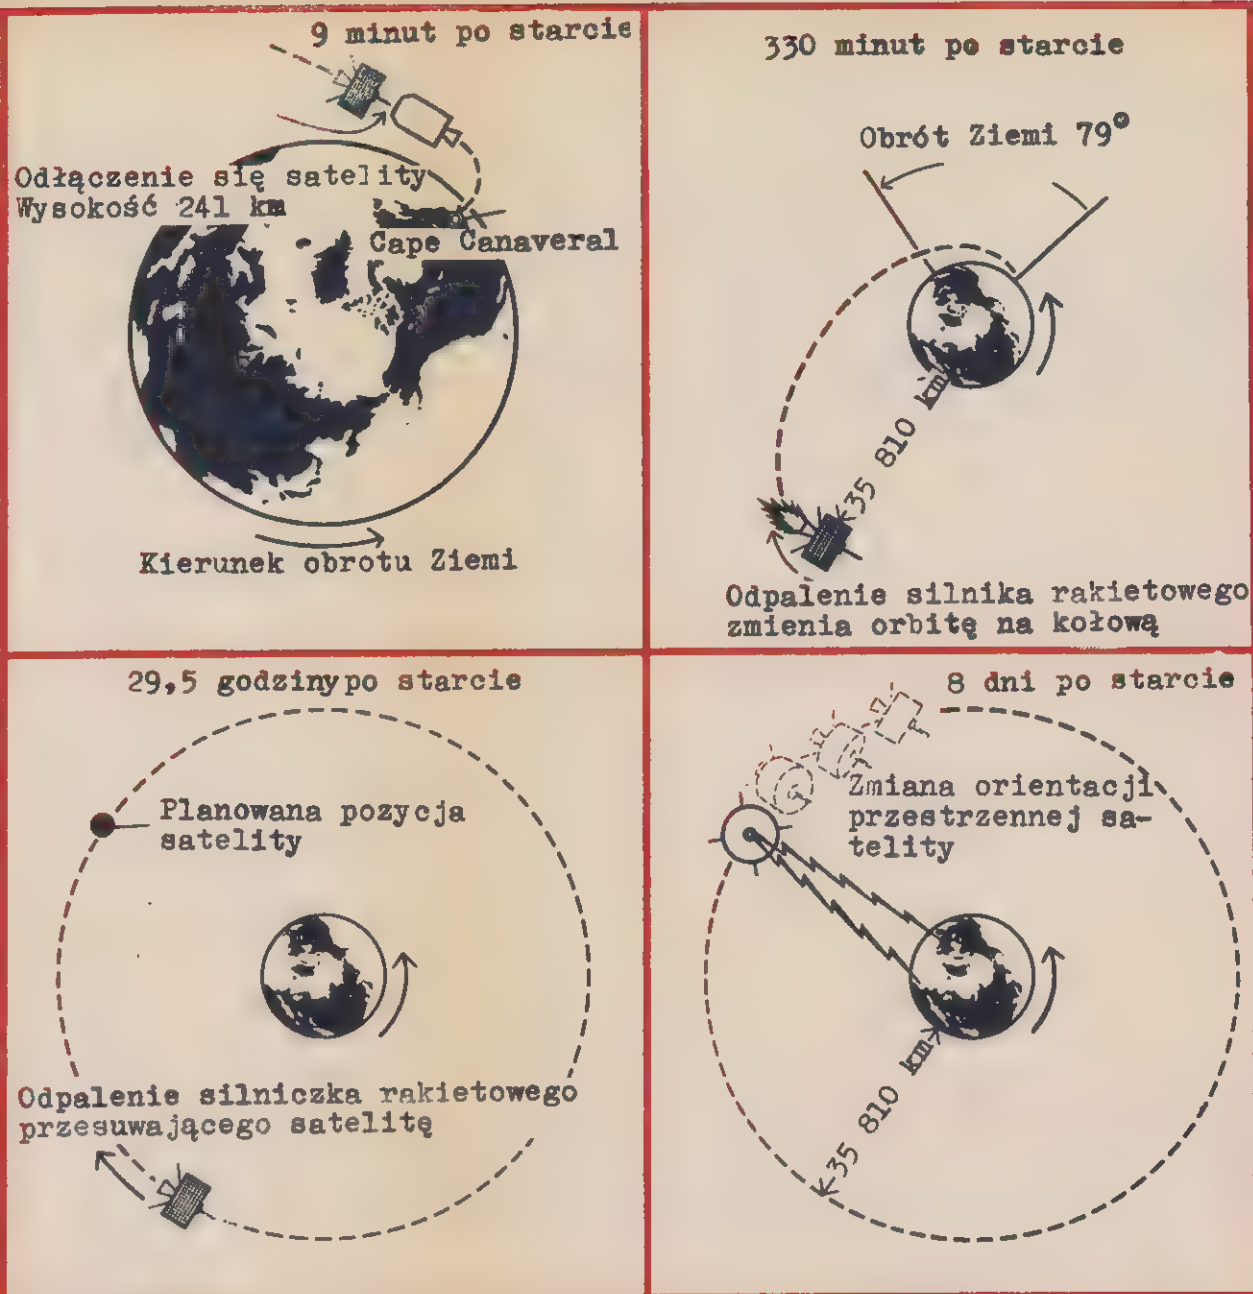 9 minut po starcie
Odłączenie się satelity
Wysokość 241 km
Cape Canaveral
Kierunek obrotu Ziemi
330 minut po starcie
Obrót Ziemi 79°
35 810 km
Odpalenie silnika rakietowego
zmienia orbitę na kołową
29,5 godziny po starcie
Planowana pozycja
satelity
Odpalenie silniczka rakietowego
przesuwającego satelitę
8 dni po starcie
Zmiana orientacji
przestrzennej sa-
telity
35 810 km